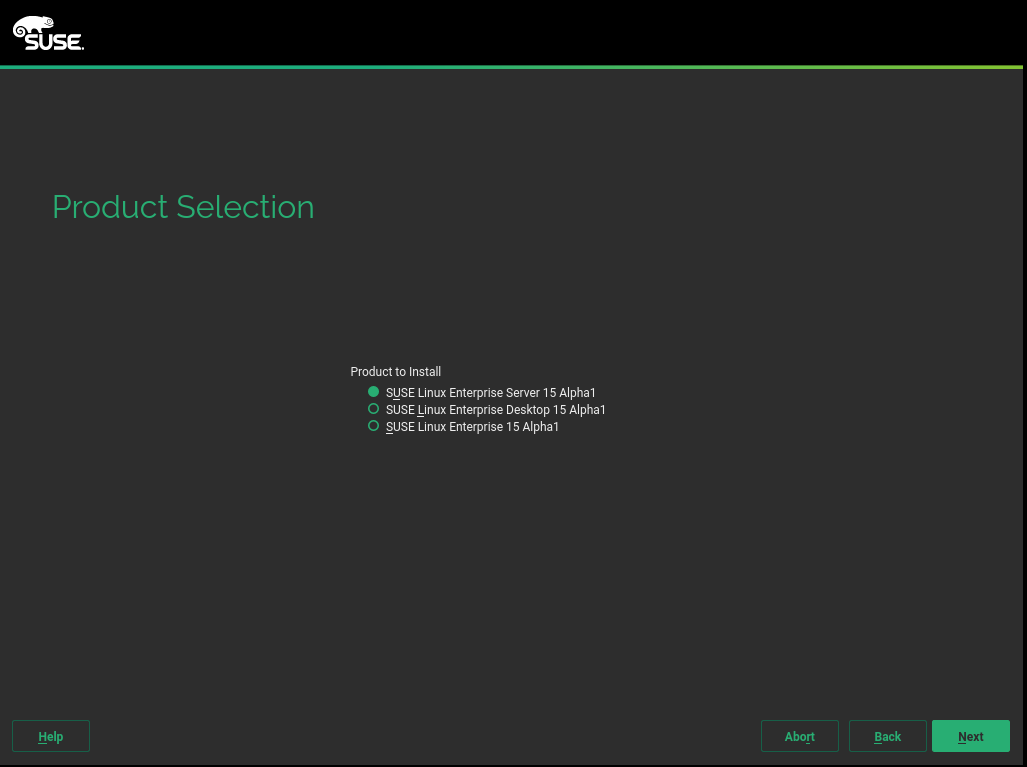 SUSE.
Product Selection
Product to Install
SUSE Linux Enterprise Server 15 Alpha1
SUSE Linux Enterprise Desktop 15 Alpha1
SUSE Linux Enterprise 15 Alpha1
Help Abort Back Next